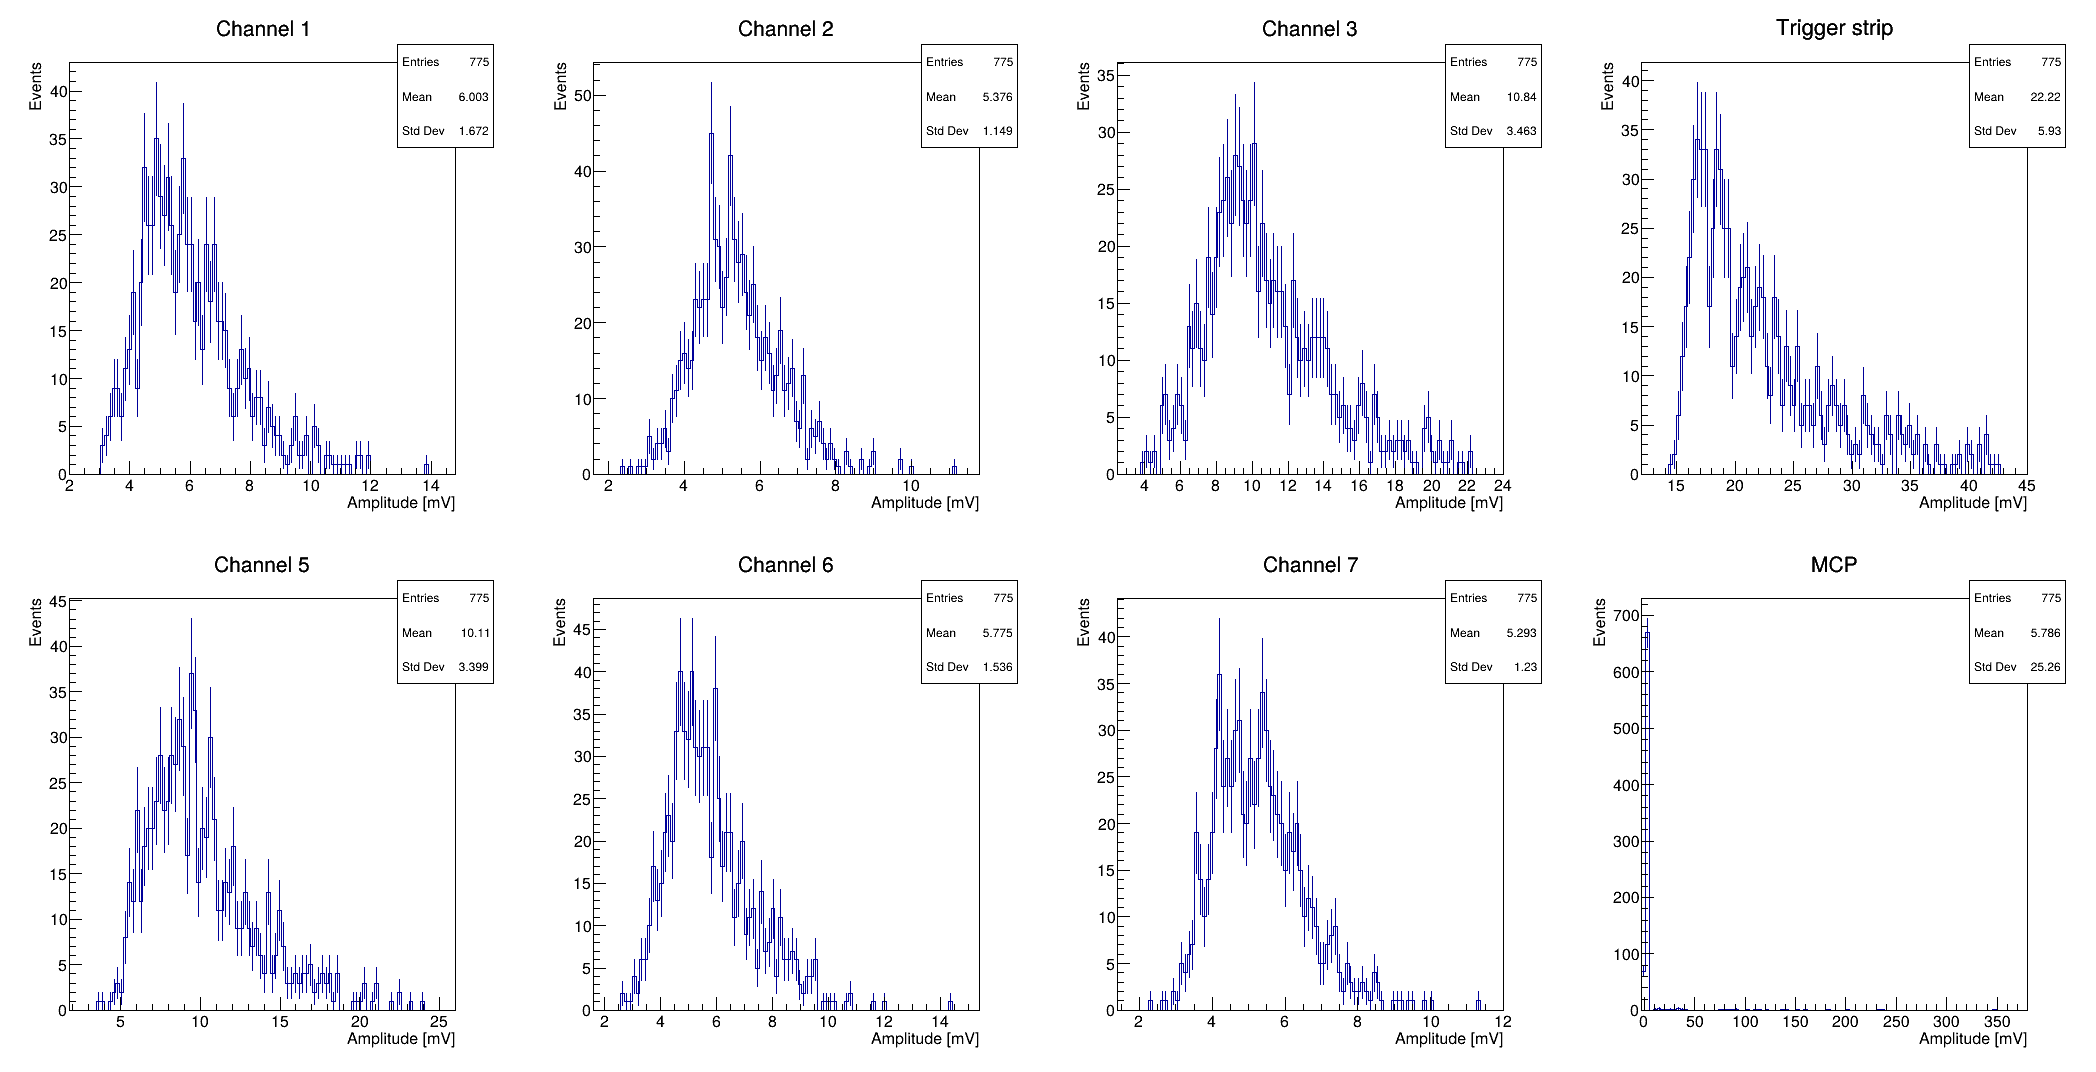 Channel 1
Events
Entries 775
Mean 6.003
Std Dev 1.672
40
35
30
25
20
15
10
5
0
2 4 6 8 10 12 14
Amplitude [mV]
Channel 2
Events
Entries 775
Mean 5.376
Std Dev 1.149
50
40
30
20
10
0
2 4 6 8 10
Amplitude [mV]
Channel 3
Events
Entries 775
Mean 10.84
Std Dev 3.463
35
30
25
20
15
10
5
0
4 6 8 10 12 14 16 18 20 22 24
Amplitude [mV]
Trigger strip
Events
Entries 775
Mean 22.22
Std Dev 5.93
40
35
30
25
20
15
10
5
0
15 20 25 30 35 40 45
Amplitude [mV]
Channel 5
Events
Entries 775
Mean 10.11
Std Dev 3.399
45
40
35
30
25
20
15
10
5
0
5 10 15 20 25
Amplitude [mV]
Channel 6
Events
Entries 775
Mean 5.775
Std Dev 1.536
45
40
35
30
25
20
15
10
5
0
2 4 6 8 10 12 14
Amplitude [mV]
Channel 7
Events
Entries 775
Mean 5.293
Std Dev 1.23
40
35
30
25
20
15
10
5
0
2 4 6 8 10 12
Amplitude [mV]
MCP
Events
Entries 775
Mean 5.786
Std Dev 25.26
700
600
500
400
300
200
100
0
0 50 100 150 200 250 300 350
Amplitude [mV]